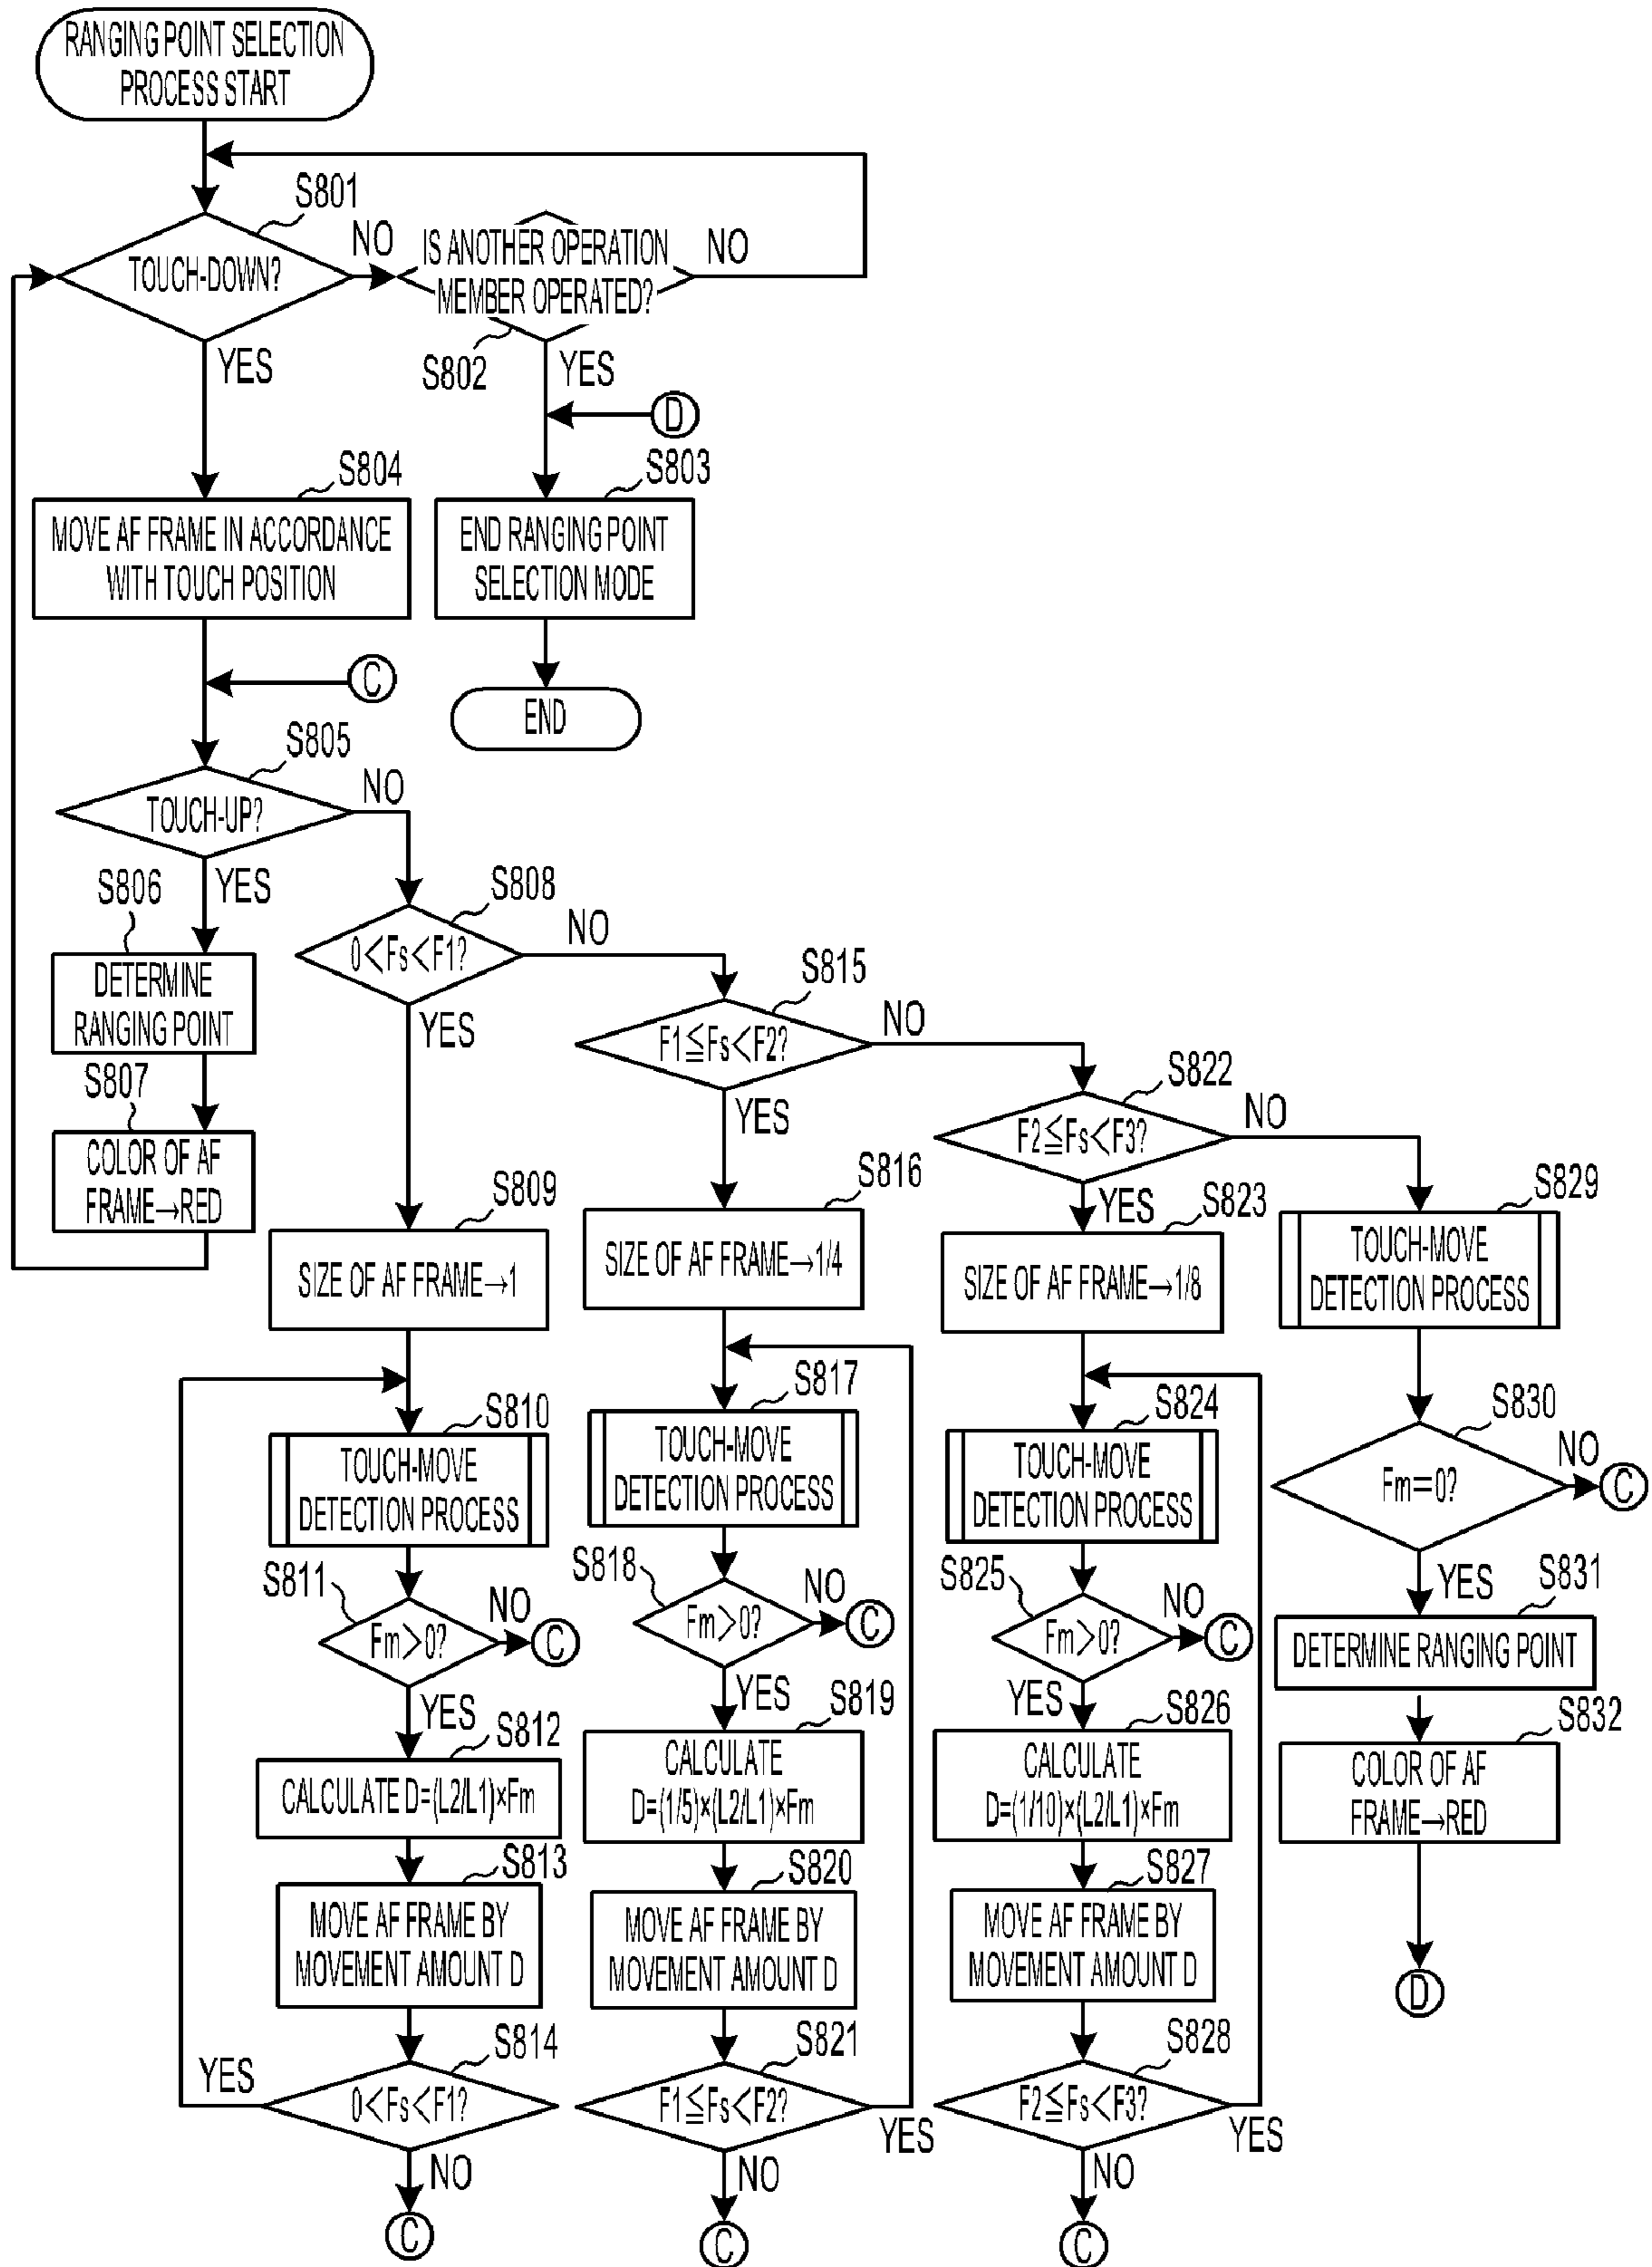 RANGING POINT SELECTION
PROCESS START
S801
TOUCH-DOWN?
NO
YES
IS ANOTHER OPERATION
MEMBER OPERATED?
NO
S802
YES
D
S804
MOVE AF FRAME IN ACCORDANCE
WITH TOUCH POSITION
S803
END RANGING POINT
SELECTION MODE
END
C
S805
TOUCH-UP?
NO
YES
S806
DETERMINE
RANGING POINT
S807
COLOR OF AF
FRAME→RED
S808
0<Fs<F1?
NO
YES
S809
SIZE OF AF FRAME→1
S810
TOUCH-MOVE
DETECTION PROCESS
S811
Fm>0?
NO
C
YES
S812
CALCULATE D=(L2/L1)×Fm
S813
MOVE AF FRAME BY
MOVEMENT AMOUNT D
S814
0<Fs<F1?
YES
NO
C
S815
F1≦Fs<F2?
NO
YES
S816
SIZE OF AF FRAME→1/4
S817
TOUCH-MOVE
DETECTION PROCESS
S818
Fm>0?
NO
C
YES
S819
CALCULATE
D=(1/5)×(L2/L1)×Fm
S820
MOVE AF FRAME BY
MOVEMENT AMOUNT D
S821
F1≦Fs<F2?
YES
NO
C
S822
F2≦Fs<F3?
NO
YES
S823
SIZE OF AF FRAME→1/8
S824
TOUCH-MOVE
DETECTION PROCESS
S825
Fm>0?
NO
C
YES
S826
CALCULATE
D=(1/10)×(L2/L1)×Fm
S827
MOVE AF FRAME BY
MOVEMENT AMOUNT D
S828
F2≦Fs<F3?
YES
NO
C
S829
TOUCH-MOVE
DETECTION PROCESS
S830
Fm=0?
NO
C
YES
S831
DETERMINE RANGING POINT
S832
COLOR OF AF
FRAME→RED
D